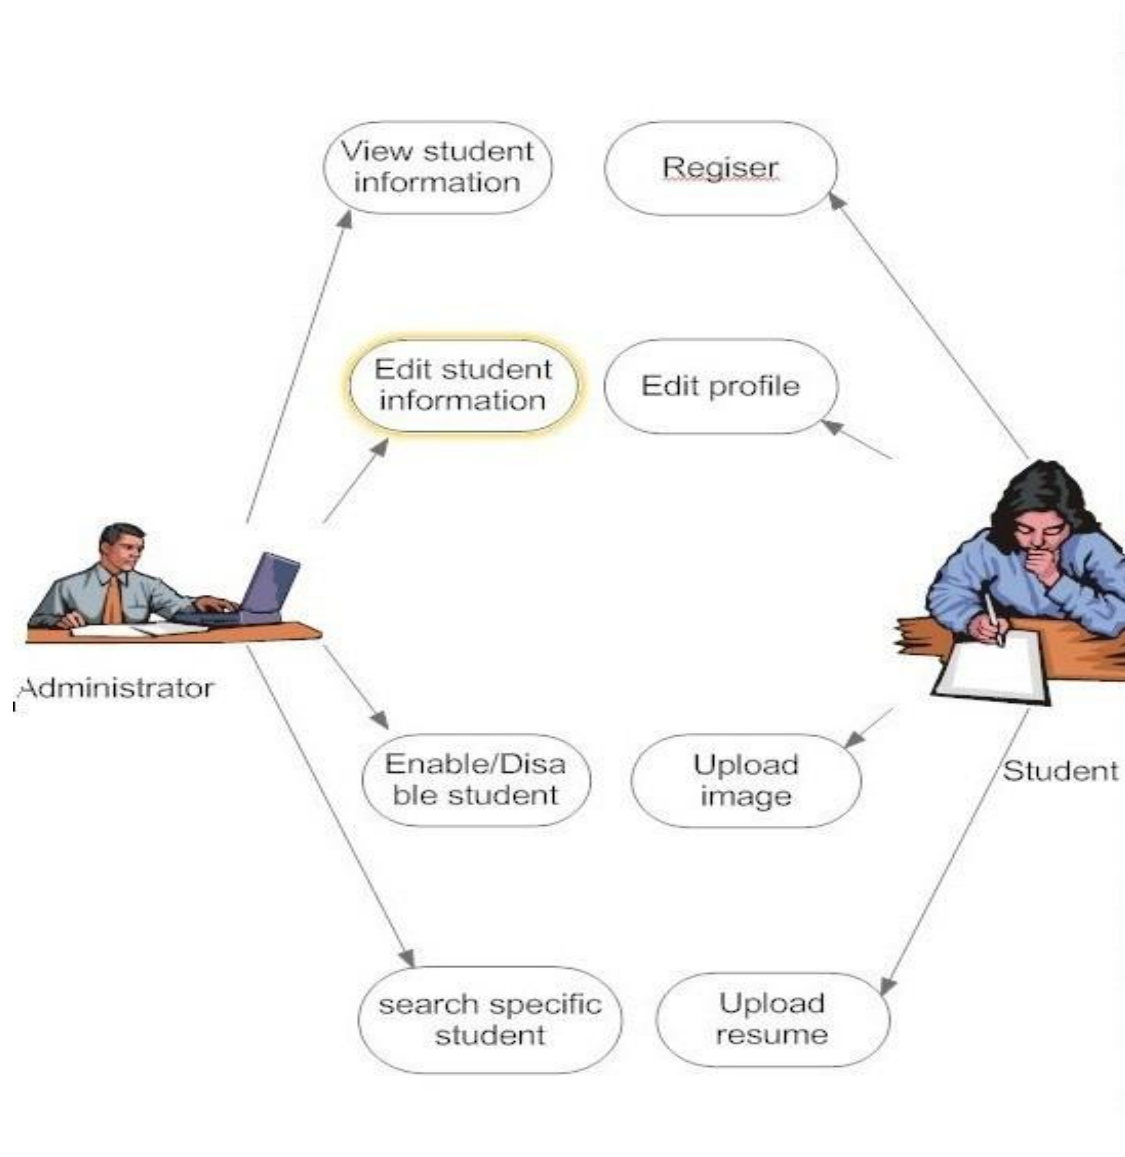 View student
information
Regiser
Edit student
information
Edit profile
Administrator
Student
Enable/Disa
ble student
Upload
image
search specific
student
Upload
resume